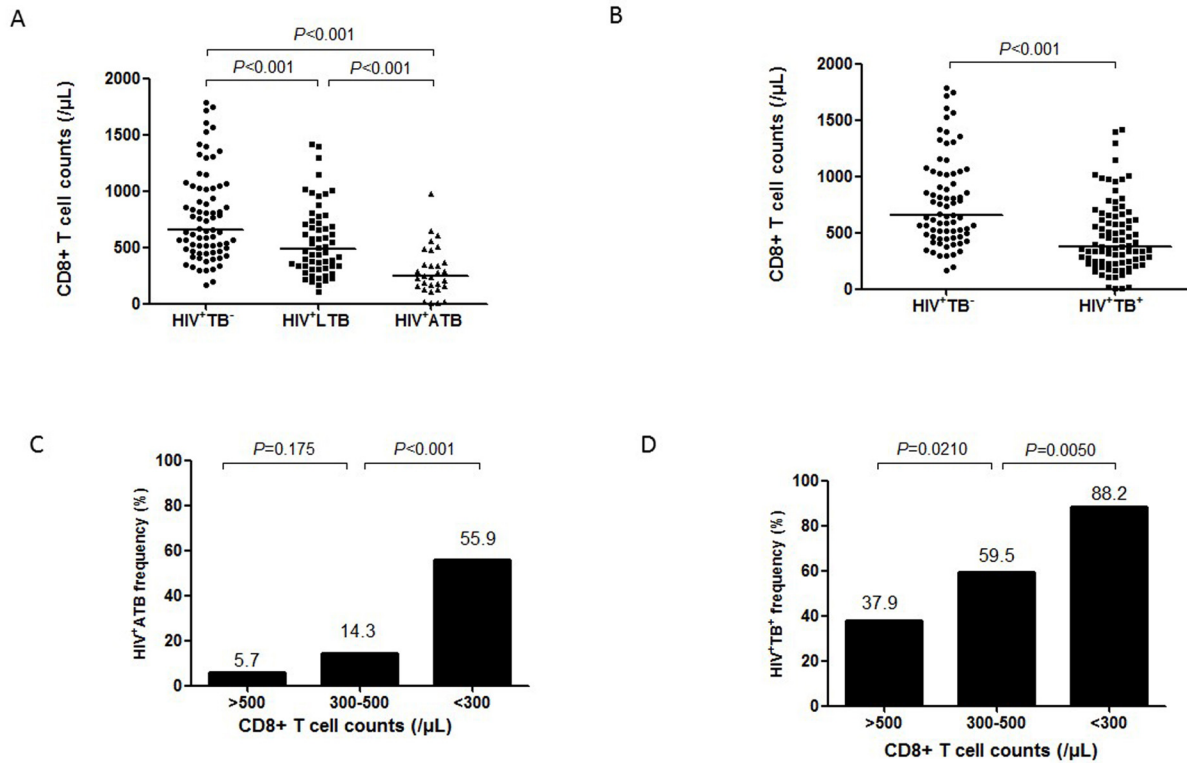 A
P<0.001
P<0.001 P<0.001
CD8+ T cell counts (/μL)
2000
1500
1000
500
0
HIV⁺TB⁻ HIV⁺LTB HIV⁺ATB
B
P<0.001
CD8+ T cell counts (/μL)
2000
1500
1000
500
0
HIV⁺TB⁻ HIV⁺TB⁺
C
P=0.175 P<0.001
HIV⁺ATB frequency (%)
100
80
60
40
20
0
5.7 14.3 55.9
>500 300-500 <300
CD8+ T cell counts (/μL)
D
P=0.0210 P=0.0050
HIV⁺TB⁺ frequency (%)
100
80
60
40
20
0
37.9 59.5 88.2
>500 300-500 <300
CD8+ T cell counts (/μL)